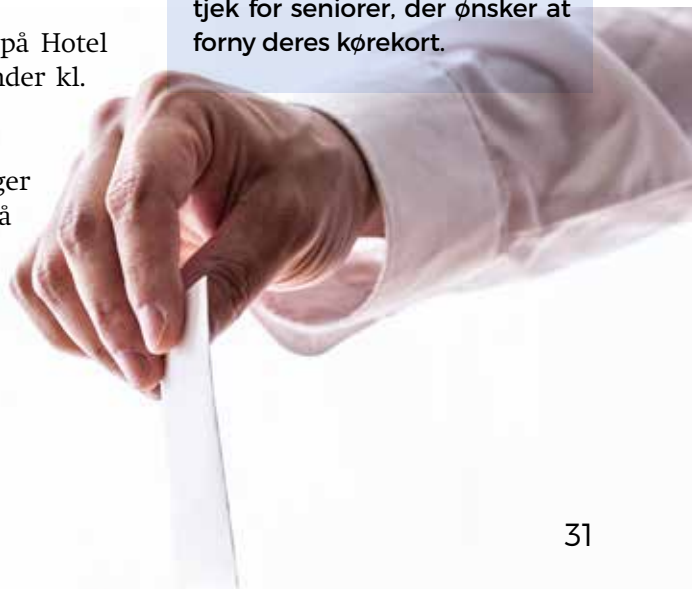 på Hotel
nder kl.
ger
å
tjek for seniorer, der ønsker at
forny deres kørekort.
31